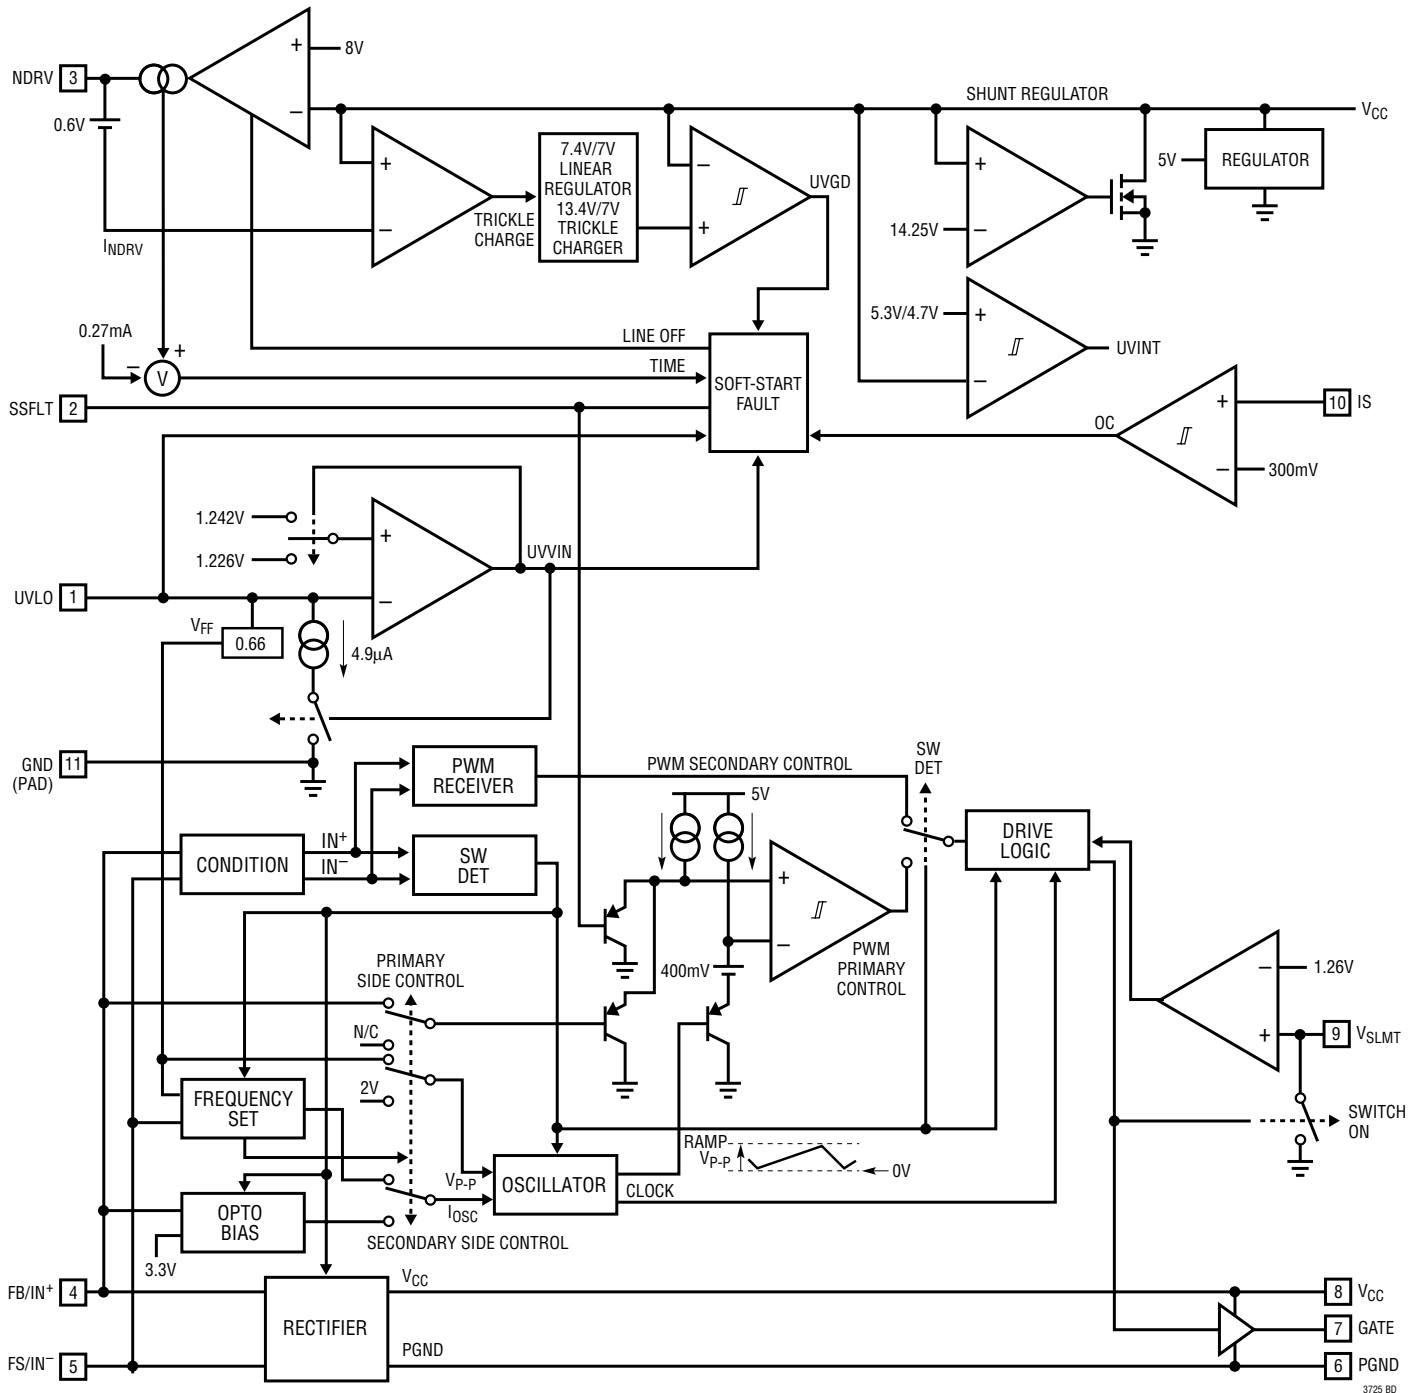 NDRV 3
+
8V
–
SHUNT REGULATOR
VCC
0.6V
+
–
7.4V/7V
LINEAR
REGULATOR
13.4V/7V
TRICKLE
CHARGER
–
+
UVGD
+
14.25V –
5V
REGULATOR
TRICKLE
CHARGE
INDRV
0.27mA
– +
V
LINE OFF
TIME
SOFT-START
FAULT
5.3V/4.7V +
–
UVINT
SSFLT 2
OC
+
10 IS
–
300mV
1.242V
1.226V
+
–
UVVIN
UVLO 1
VFF
0.66
4.9µA
GND
(PAD)
11
PWM
RECEIVER
PWM SECONDARY CONTROL
SW
DET
5V
CONDITION
IN+
IN–
SW
DET
+
–
DRIVE
LOGIC
400mV
PWM
PRIMARY
CONTROL
PRIMARY
SIDE CONTROL
– 1.26V
+
9 VSLMT
N/C
2V
FREQUENCY
SET
SWITCH
ON
RAMP
VP-P
0V
VP-P
IOSC
OSCILLATOR
CLOCK
OPTO
BIAS
3.3V
SECONDARY SIDE CONTROL
FB/IN+ 4
VCC
8 VCC
RECTIFIER
7 GATE
FS/IN– 5
PGND
6 PGND
3725 BD